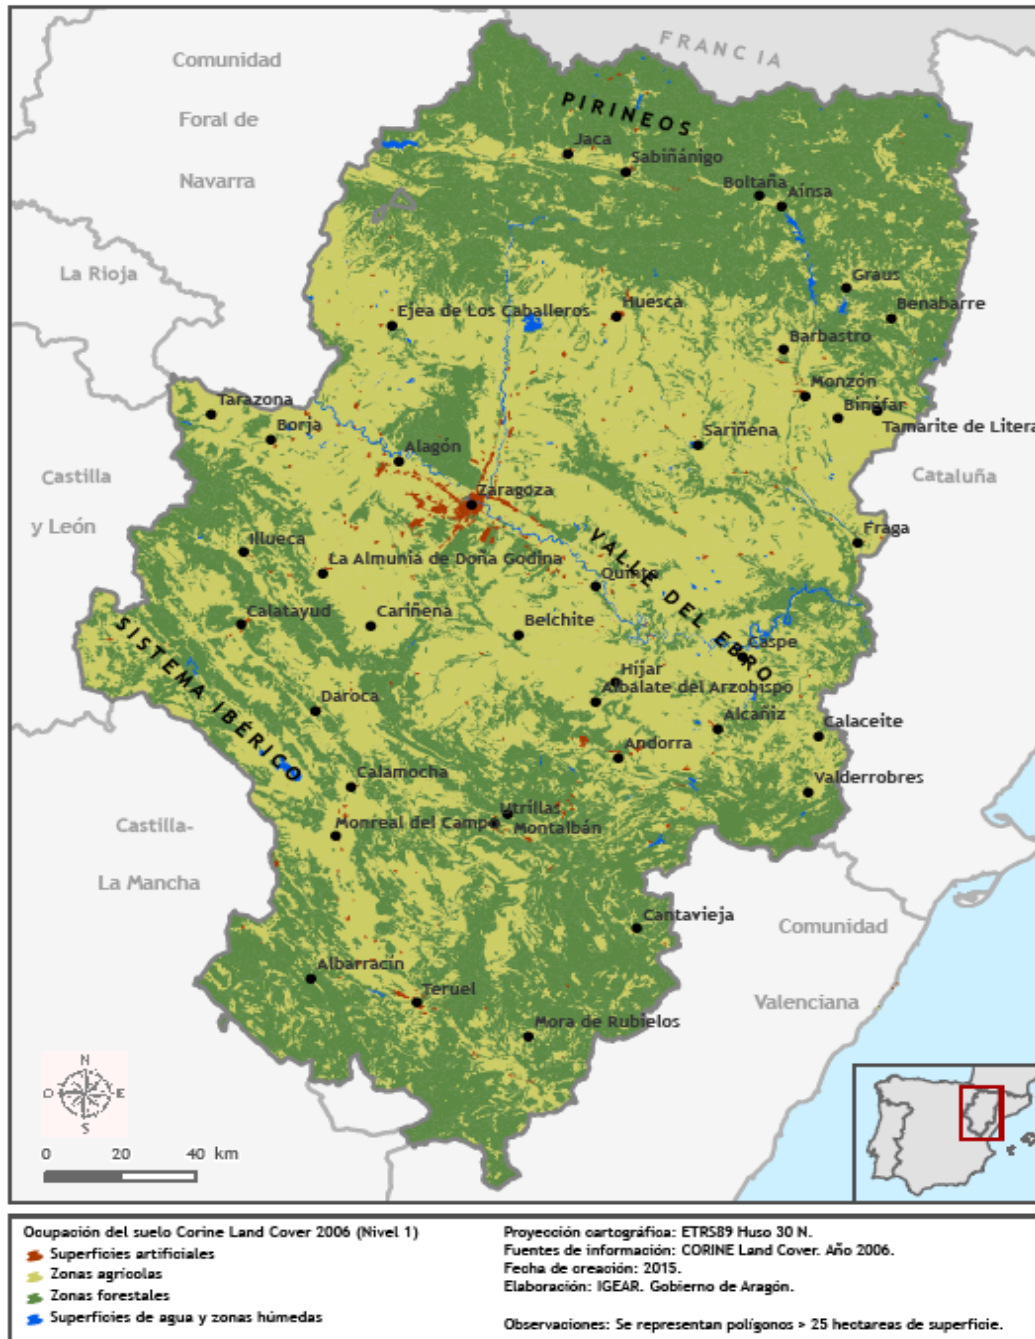 FRANCIA
Comunidad
Foral de
Navarra
PIRINEOS
Jaca
Sabiñánigo
Boltaña
Aínsa
La Rioja
Graus
Benabarre
Ejea de Los Caballeros
Huesca
Barbastro
Monzón
Binéfar
Tamarite de Litera
Tarazona
Borja
Alagón
Sariñena
Castilla
y León
Cataluña
Zaragoza
Fraga
Illueca
La Almunia de Doña Godina
VALLE DEL EBRO
Quinto
Calatayud
Cariñena
Belchite
SISTEMA IBÉRICO
Caspe
Híjar
Albalate del Arzobispo
Daroca
Alcañiz
Calaceite
Andorra
Calamocha
Valderrobres
Utrillas
Montalbán
Monreal del Campo
Castilla-
La Mancha
Cantavieja
Comunidad
Valenciana
Albarracín
Teruel
Mora de Rubielos
N
O E
S
0 20 40 km
Ocupación del suelo Corine Land Cover 2006 (Nivel 1)
Superficies artificiales
Zonas agrícolas
Zonas forestales
Superficies de agua y zonas húmedas
Proyección cartográfica: ETRS89 Huso 30 N.
Fuentes de información: CORINE Land Cover. Año 2006.
Fecha de creación: 2015.
Elaboración: IGEAR. Gobierno de Aragón.
Observaciones: Se representan polígonos > 25 hectareas de superficie.